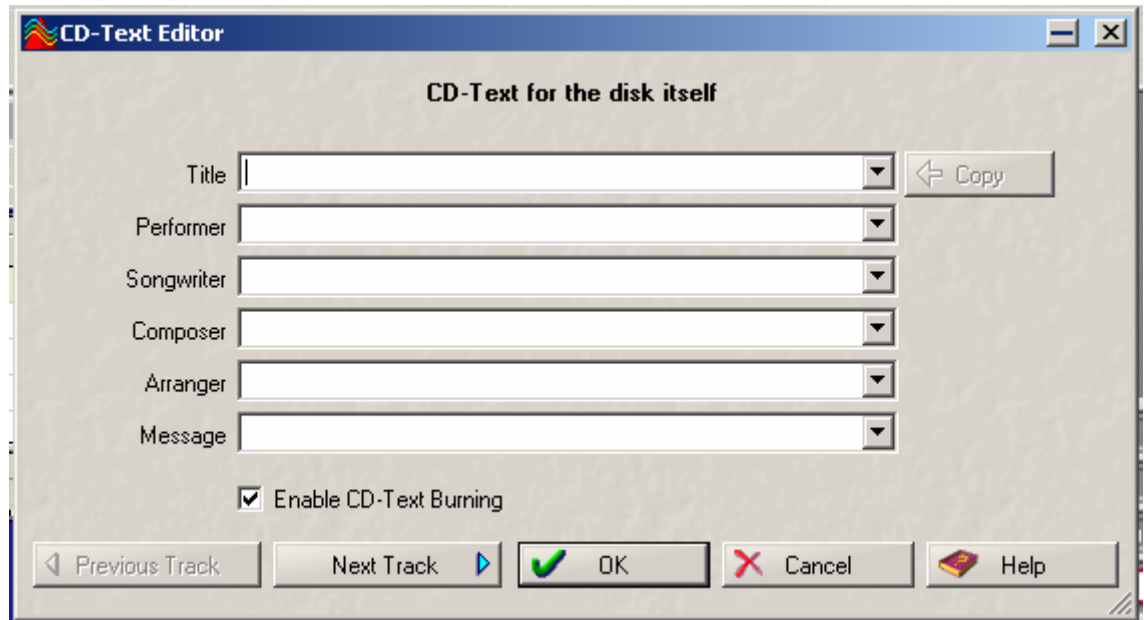 CD-Text Editor
CD-Text for the disk itself
Title
Copy
Performer
Songwriter
Composer
Arranger
Message
Enable CD-Text Burning
Previous Track
Next Track
OK
Cancel
Help